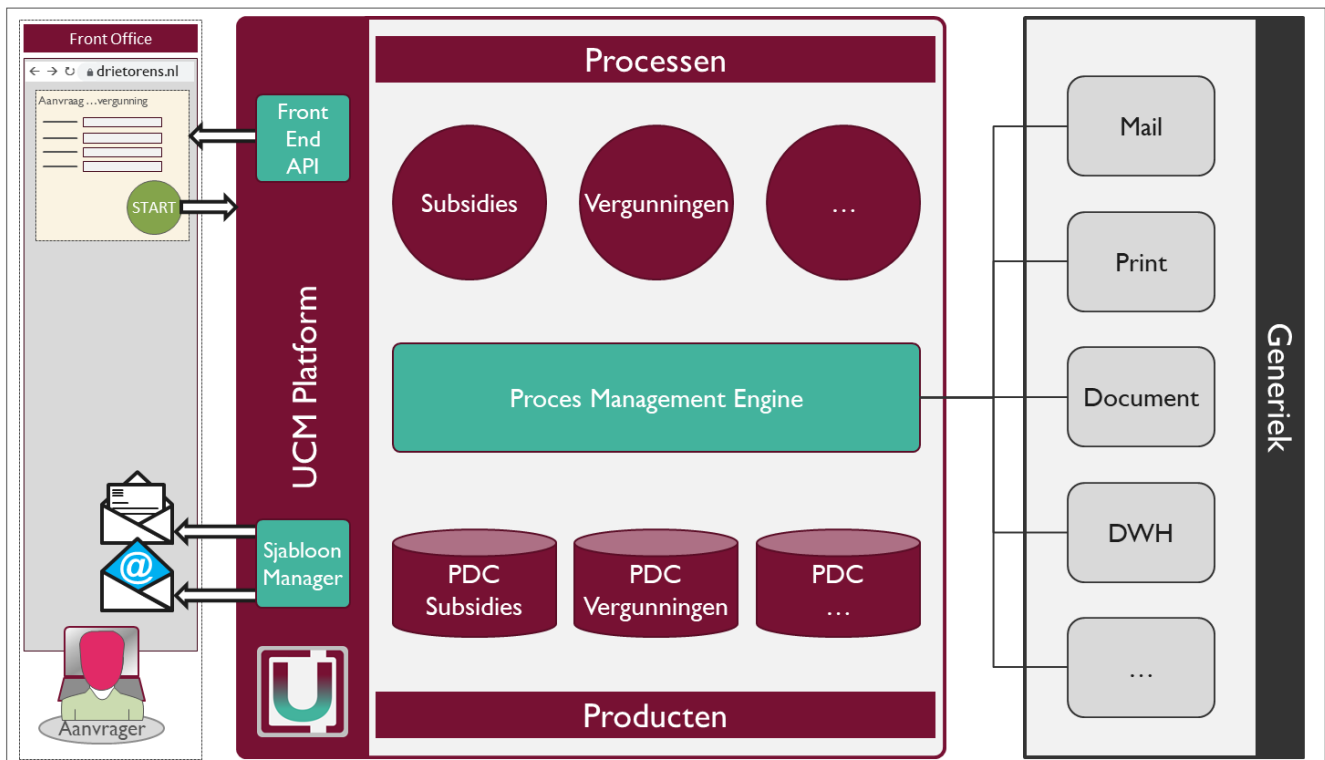 Front Office
drietorens.nl
Aanvraag ...vergunning
START
@
Aanvrager
Front
End
API
UCM Platform
Sjabloon
Manager
U
Processen
Subsidies
Vergunningen
...
Proces Management Engine
PDC
Subsidies
PDC
Vergunningen
PDC
...
Producten
Mail
Print
Document
DWH
...
Generiek